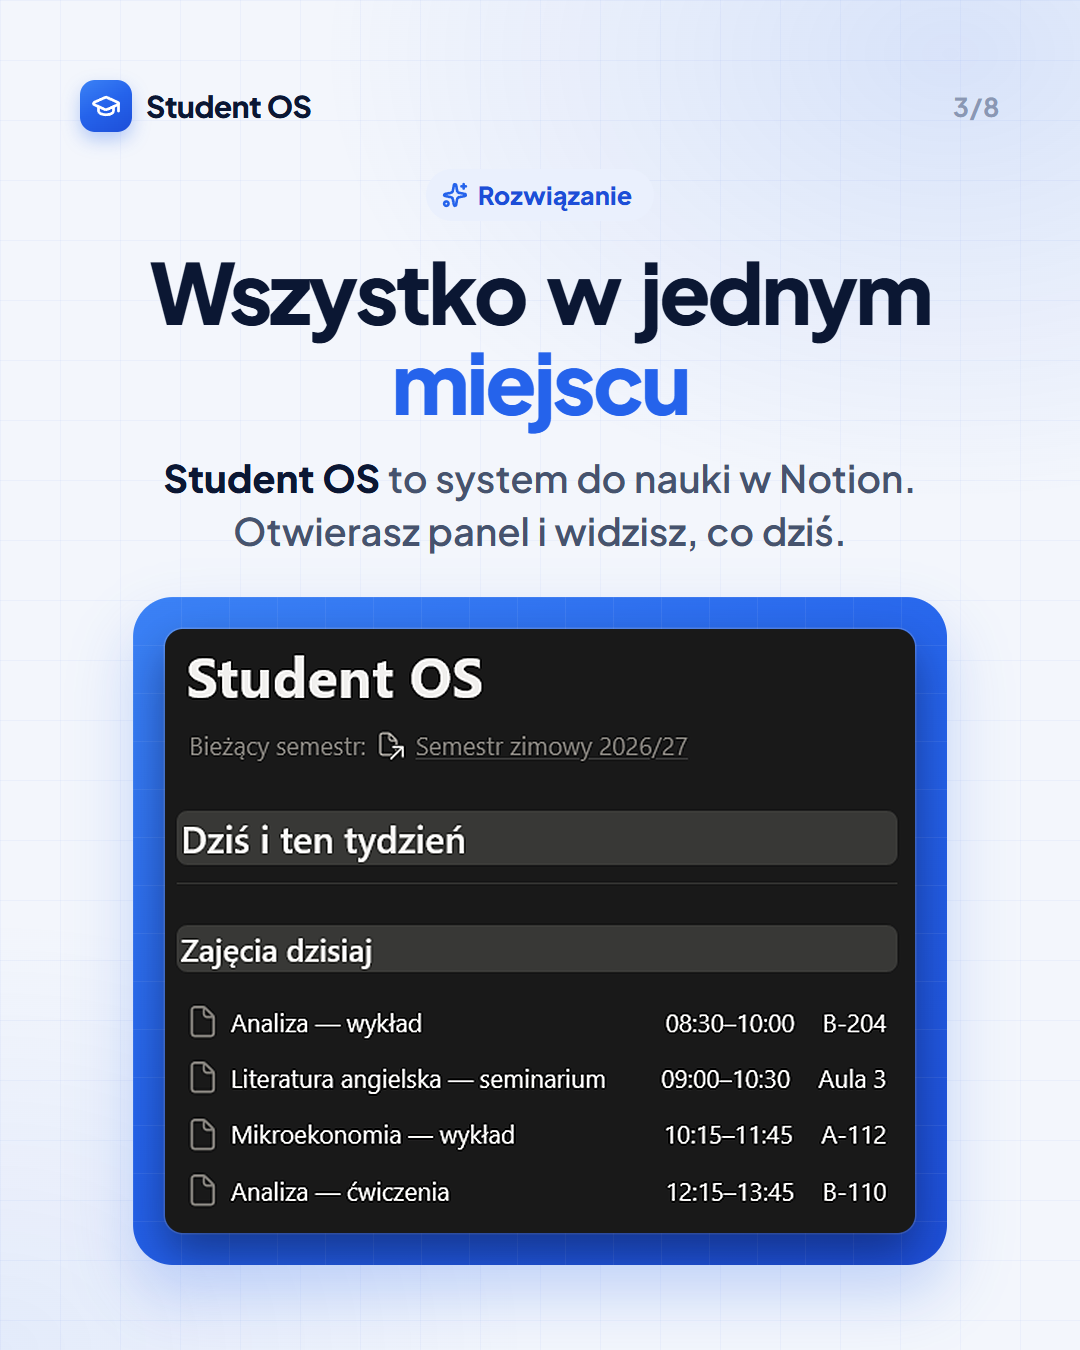 Student OS
3/8
Rozwiązanie
Wszystko w jednym
miejscu
Student OS to system do nauki w Notion.
Otwierasz panel i widzisz, co dziś.
Student OS
Bieżący semestr: Semestr zimowy 2026/27
Dziś i ten tydzień
Zajęcia dzisiaj
Analiza — wykład 08:30–10:00 B-204
Literatura angielska — seminarium 09:00–10:30 Aula 3
Mikroekonomia — wykład 10:15–11:45 A-112
Analiza — ćwiczenia 12:15–13:45 B-110